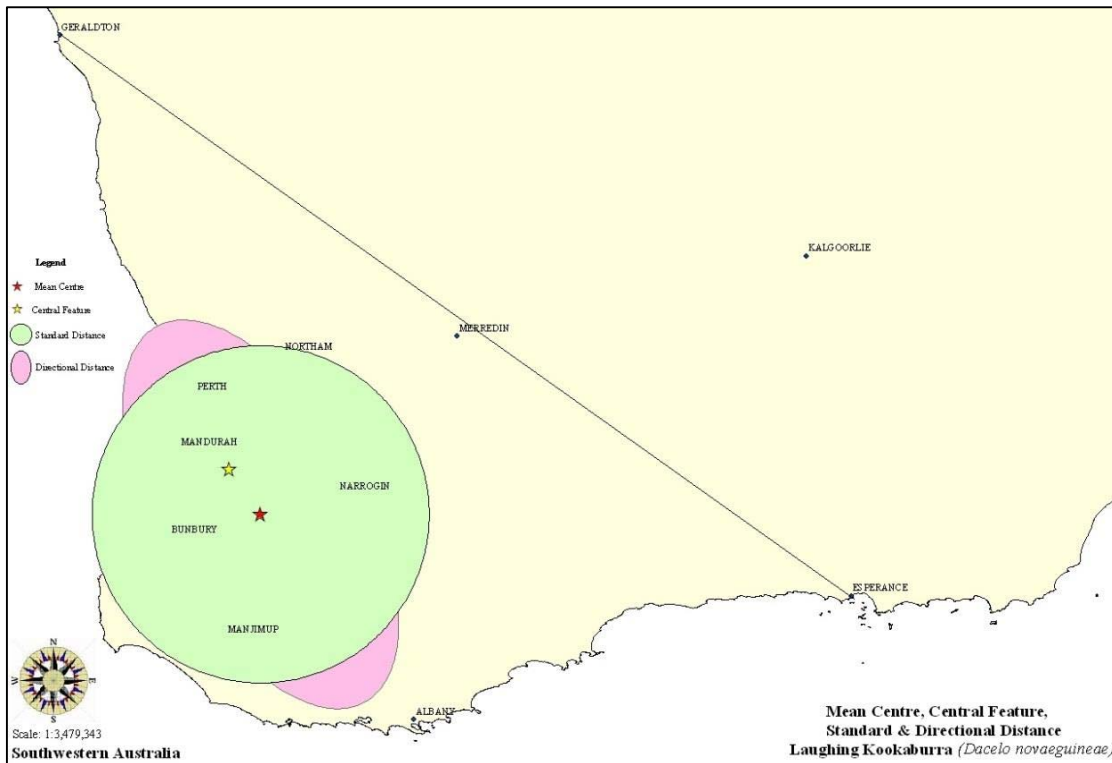 GERALDTON
KALGOORLIE
Legend
Mean Centre
Central Feature
Standard Distance
Directional Distance
MERREDIN
NORTHAM
PERTH
MANDURAH
NARROGIN
BUNBURY
ESPERANCE
MANJIMUP
N
W
E
S
ALBANY
Scale: 1:3,479,343
Southwestern Australia
Mean Centre, Central Feature,
Standard & Directional Distance
Laughing Kookaburra (Dacelo novaeguineae)